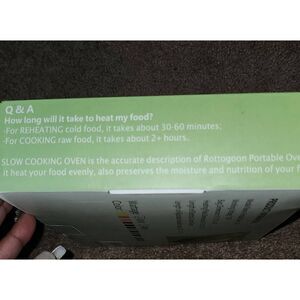 Q & A
How long will it take to heat my food?
-For REHEATING cold food, it takes about 30-60 minutes;
-For COOKING raw food, it takes about 2+ hours.
SLOW COOKING OVEN is the accurate description of Rottogoon Portable Ove
it heat your food evenly, also preserves the moisture and nutrition of your f